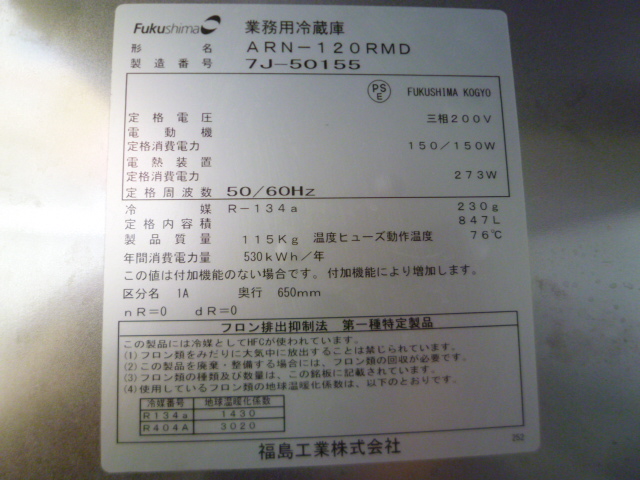 Fukushima 業務用冷蔵庫
形名 ARN-120RMD
製造番号 7J-50155
PSE FUKUSHIMA KOGYO
定格電圧 三相200V
電動機
定格消費電力 150/150W
電熱装置
定格消費電力 273W
定格周波数 50/60Hz
冷媒 R-134a 230g
定格内容積 847L
製品質量 115Kg 温度ヒューズ動作温度 76℃
年間消費電力量 530kWh/年
この値は付加機能のない場合です。付加機能により増加します。
区分名 1A 奥行 650mm
nR=0 dR=0
フロン排出抑制法 第一種特定製品
この製品には冷媒としてHFCが使われています。
(1)フロン類をみだりに大気中に放出することは禁じられています。
(2)この製品を廃棄・整備する場合には、フロン類の回収が必要です。
(3)フロン類の種類及び数量は、この銘板に記載されています。
(4)使用しているフロン類の地球温暖化係数は、以下のとおりです。
冷媒番号 地球温暖化係数
R134a 1430
R404A 3020
福島工業株式会社